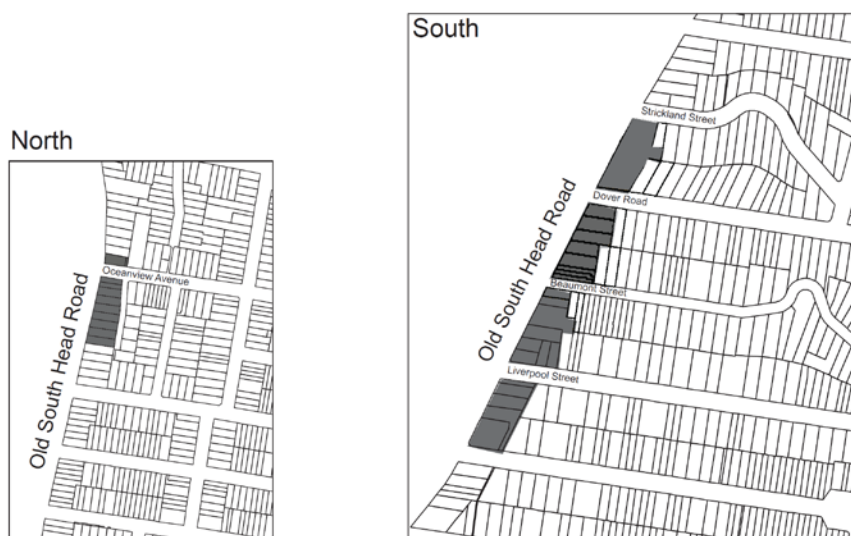 North
Oceanview Avenue
Old South Head Road
South
Strickland Street
Dover Road
Old South Head Road
Beaumont Street
Liverpool Street